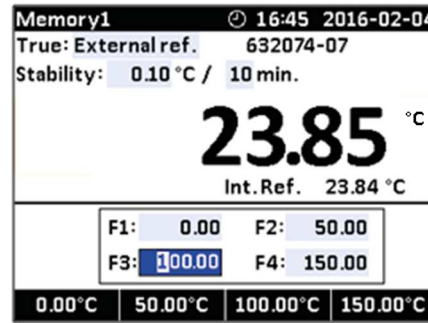 Memory1 16:45 2016-02-04
True: External ref. 632074-07
Stability: 0.10 °C / 10 min.
23.85 °C
Int.Ref. 23.84 °C
F1: 0.00 F2: 50.00
F3: 100.00 F4: 150.00
0.00°C 50.00°C 100.00°C 150.00°C